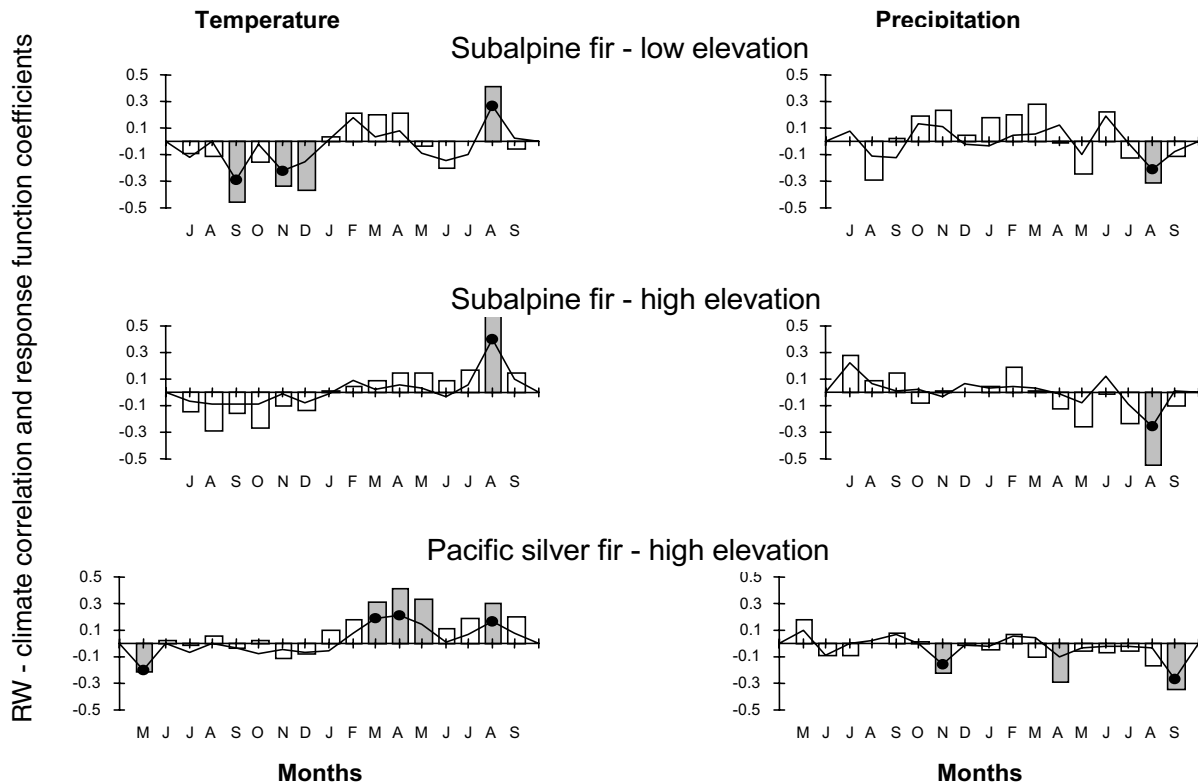 Temperature Precipitation
Subalpine fir - low elevation
0.5 0.5
0.3 0.3
0.1 0.1
-0.1 -0.1
-0.3 -0.3
-0.5 -0.5
J A S O N D J F M A M J J A S J A S O N D J F M A M J J A S
Subalpine fir - high elevation
0.5 0.5
0.3 0.3
0.1 0.1
-0.1 -0.1
-0.3 -0.3
-0.5 -0.5
J A S O N D J F M A M J J A S J A S O N D J F M A M J J A S
Pacific silver fir - high elevation
0.5 0.5
0.3 0.3
0.1 0.1
-0.1 -0.1
-0.3 -0.3
-0.5 -0.5
M J J A S O N D J F M A M J J A S M J J A S O N D J F M A M J J A S
Months Months
RW - climate correlation and response function coefficients